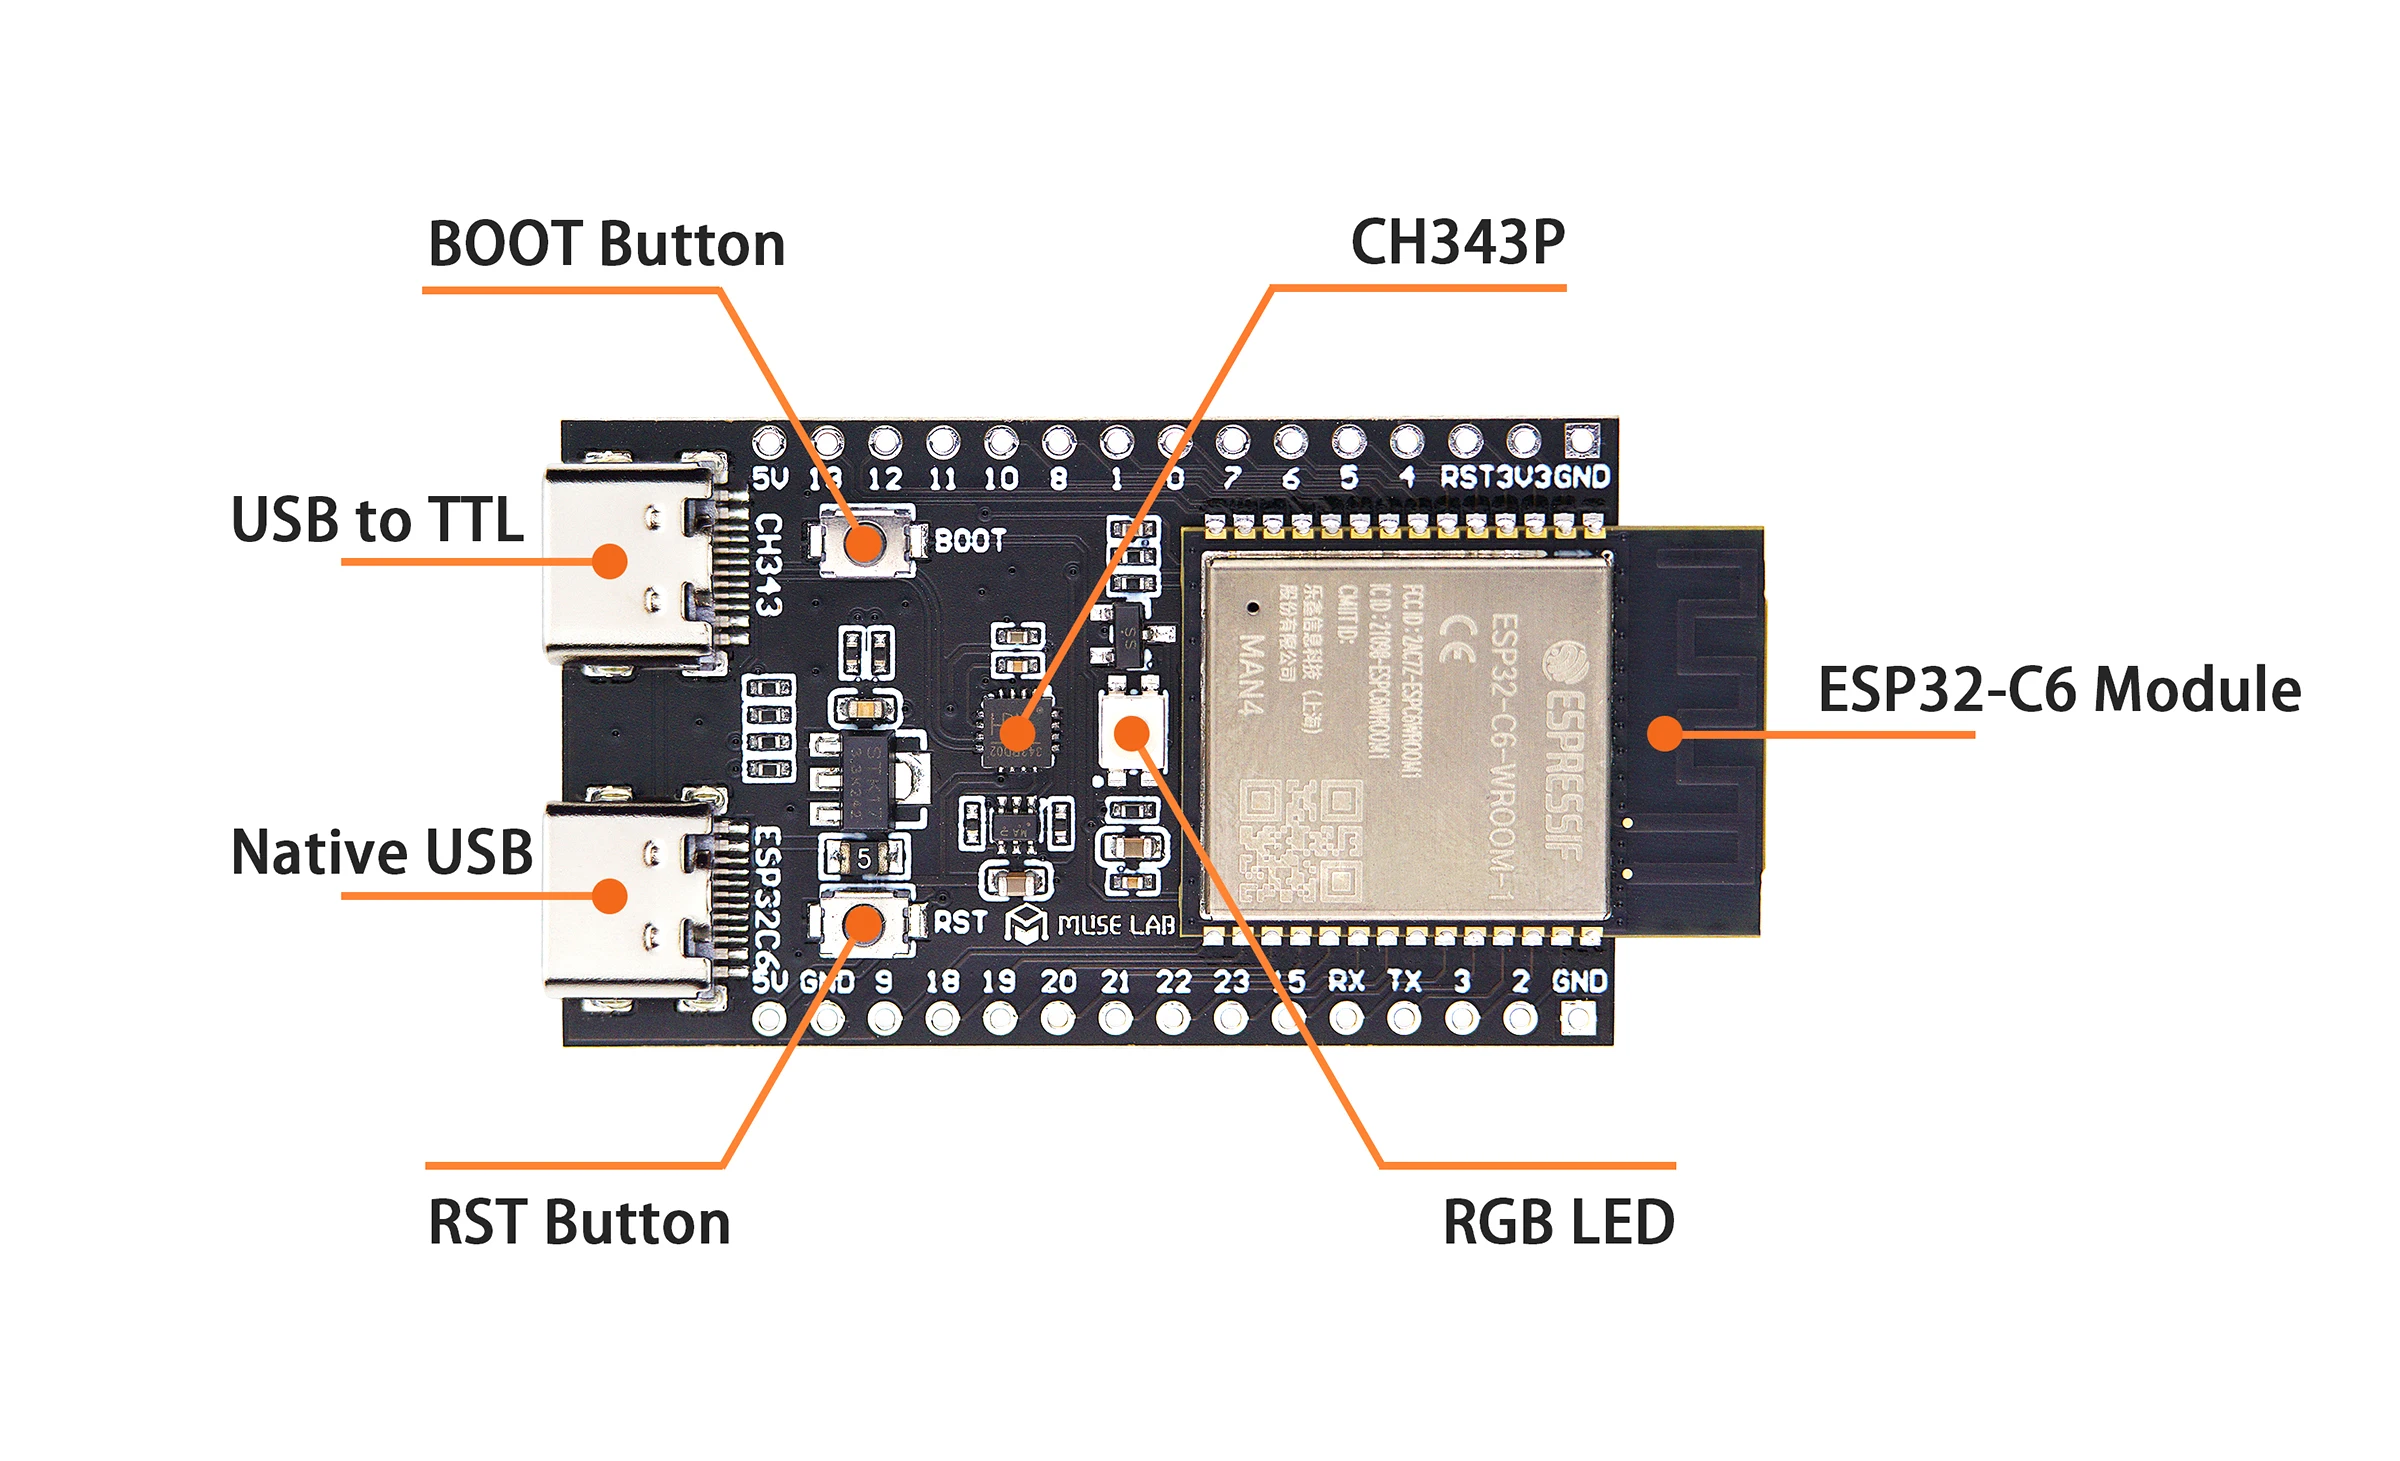 BOOT Button
CH343P
5V 13 12 11 10 8 1 0 7 6 5 4 RST 3V3 GND
USB to TTL
CH343
BOOT
ESPRESSIF
ESP32-C6-WROOM-1
CE
FCC ID: 2AC7Z-ESPC6WROOM1
IC ID: 21098-ESPC6WROOM1
CMIIT ID:
乐鑫信息科技（上海）
股份有限公司
MAN4
SS
ESP32-C6 Module
Native USB
ESP32C6
5
RST
MUSE LAB
5V GND 9 18 19 20 21 22 23 15 RX TX 3 2 GND
RST Button
RGB LED